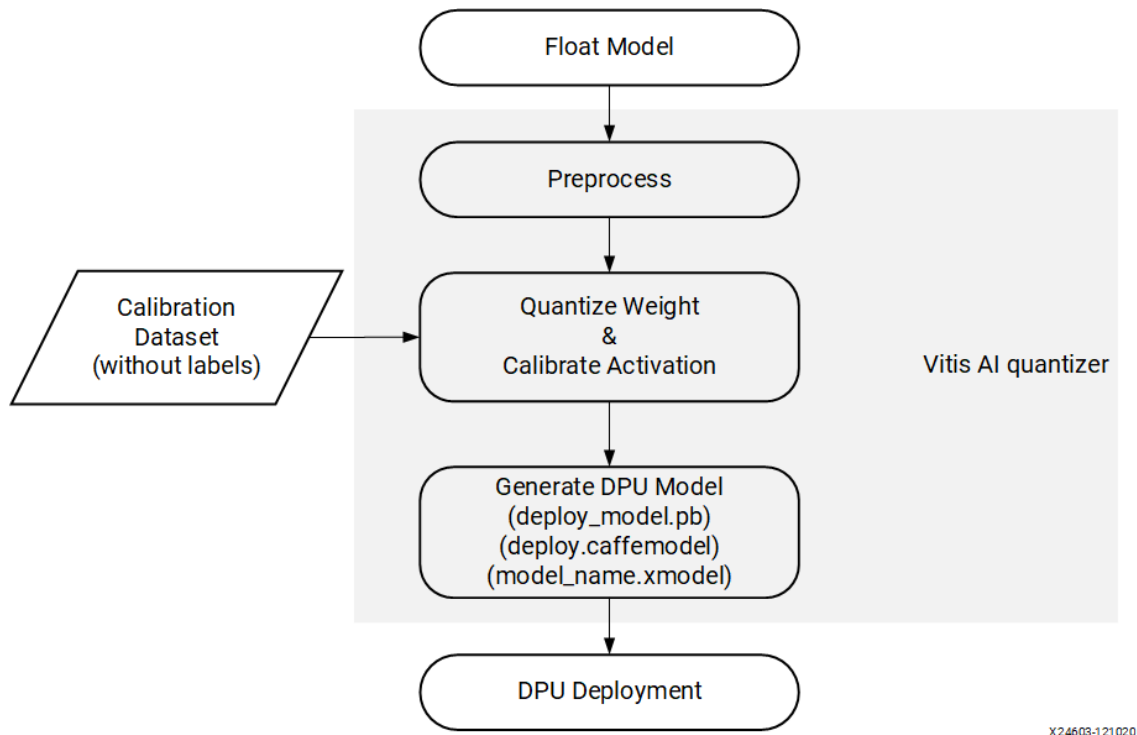 Float Model
Preprocess
Calibration
Dataset
(without labels)
Quantize Weight
&
Calibrate Activation
Vitis AI quantizer
Generate DPU Model
(deploy_model.pb)
(deploy.caffemodel)
(model_name.xmodel)
DPU Deployment
X24603-121020